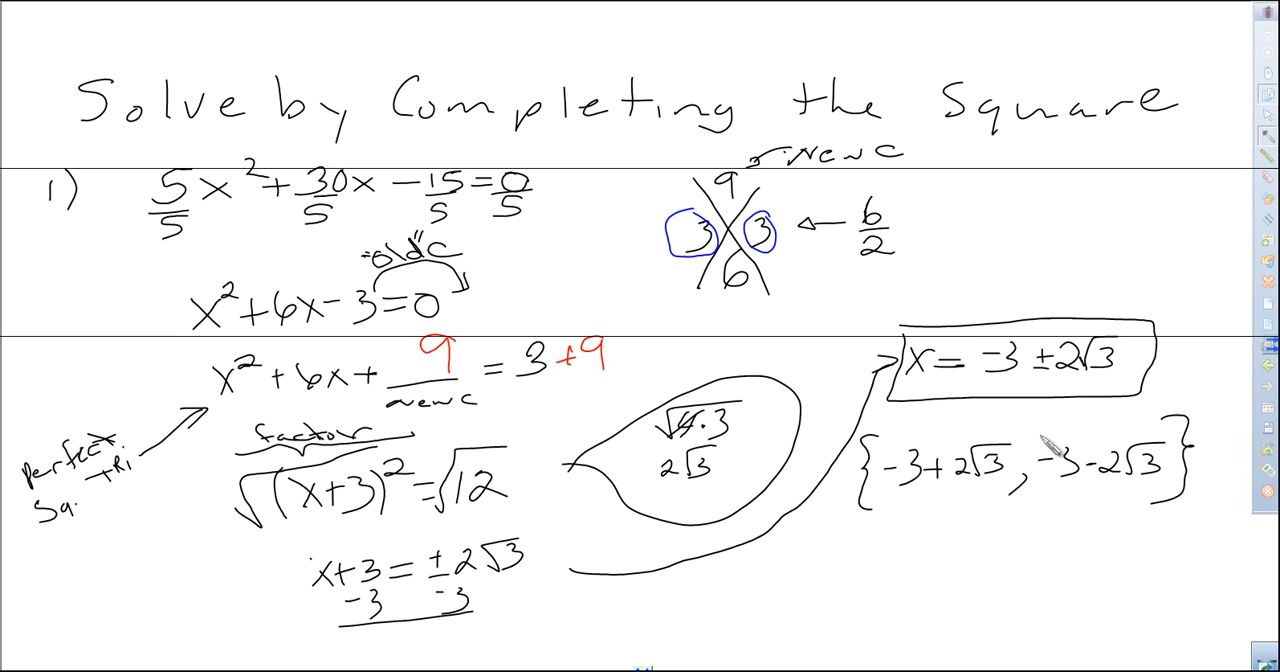 Solve by Completing the Square
1) 5/5 x² + 30x/5 − 15/5 = 0/5
"old c"
x² + 6x − 3 = 0
x² + 6x + 9 = 3 + 9
new c
perfect
sq. tri
factor
√(x+3)² = √12
x + 3 = ± 2√3
−3 −3
new c
9
3 3 ← b/2
6
√4·3
2√3
x = −3 ± 2√3
{−3 + 2√3, −3 − 2√3}